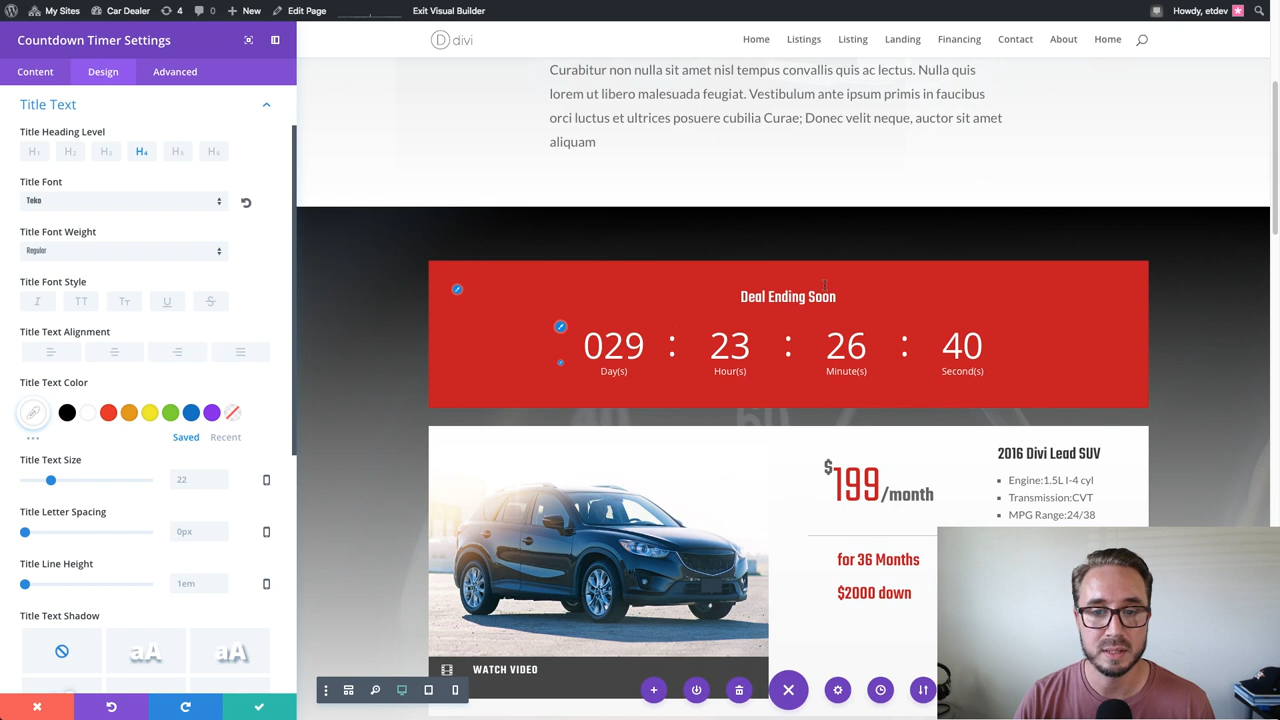 My Sites
Car Dealer
4
0
New
Edit Page
Exit Visual Builder
Howdy, etdev
Countdown Timer Settings
Content
Design
Advanced
Title Text
Title Heading Level
H1
H2
H3
H4
H5
H6
Title Font
Teko
Title Font Weight
Regular
Title Font Style
I
TT
Tт
U
S
Title Text Alignment
Title Text Color
Saved
Recent
Title Text Size
22
Title Letter Spacing
0px
Title Line Height
1em
Title Text Shadow
aA
aA
D divi
Home
Listings
Listing
Landing
Financing
Contact
About
Home
Curabitur non nulla sit amet nisl tempus convallis quis ac lectus. Nulla quis
lorem ut libero malesuada feugiat. Vestibulum ante ipsum primis in faucibus
orci luctus et ultrices posuere cubilia Curae; Donec velit neque, auctor sit amet
aliquam
Deal Ending Soon
029 : 23 : 26 : 40
Day(s)
Hour(s)
Minute(s)
Second(s)
60
$199/month
for 36 Months
$2000 down
2016 Divi Lead SUV
Engine:1.5L I-4 cyl
Transmission:CVT
MPG Range:24/38
WATCH VIDEO